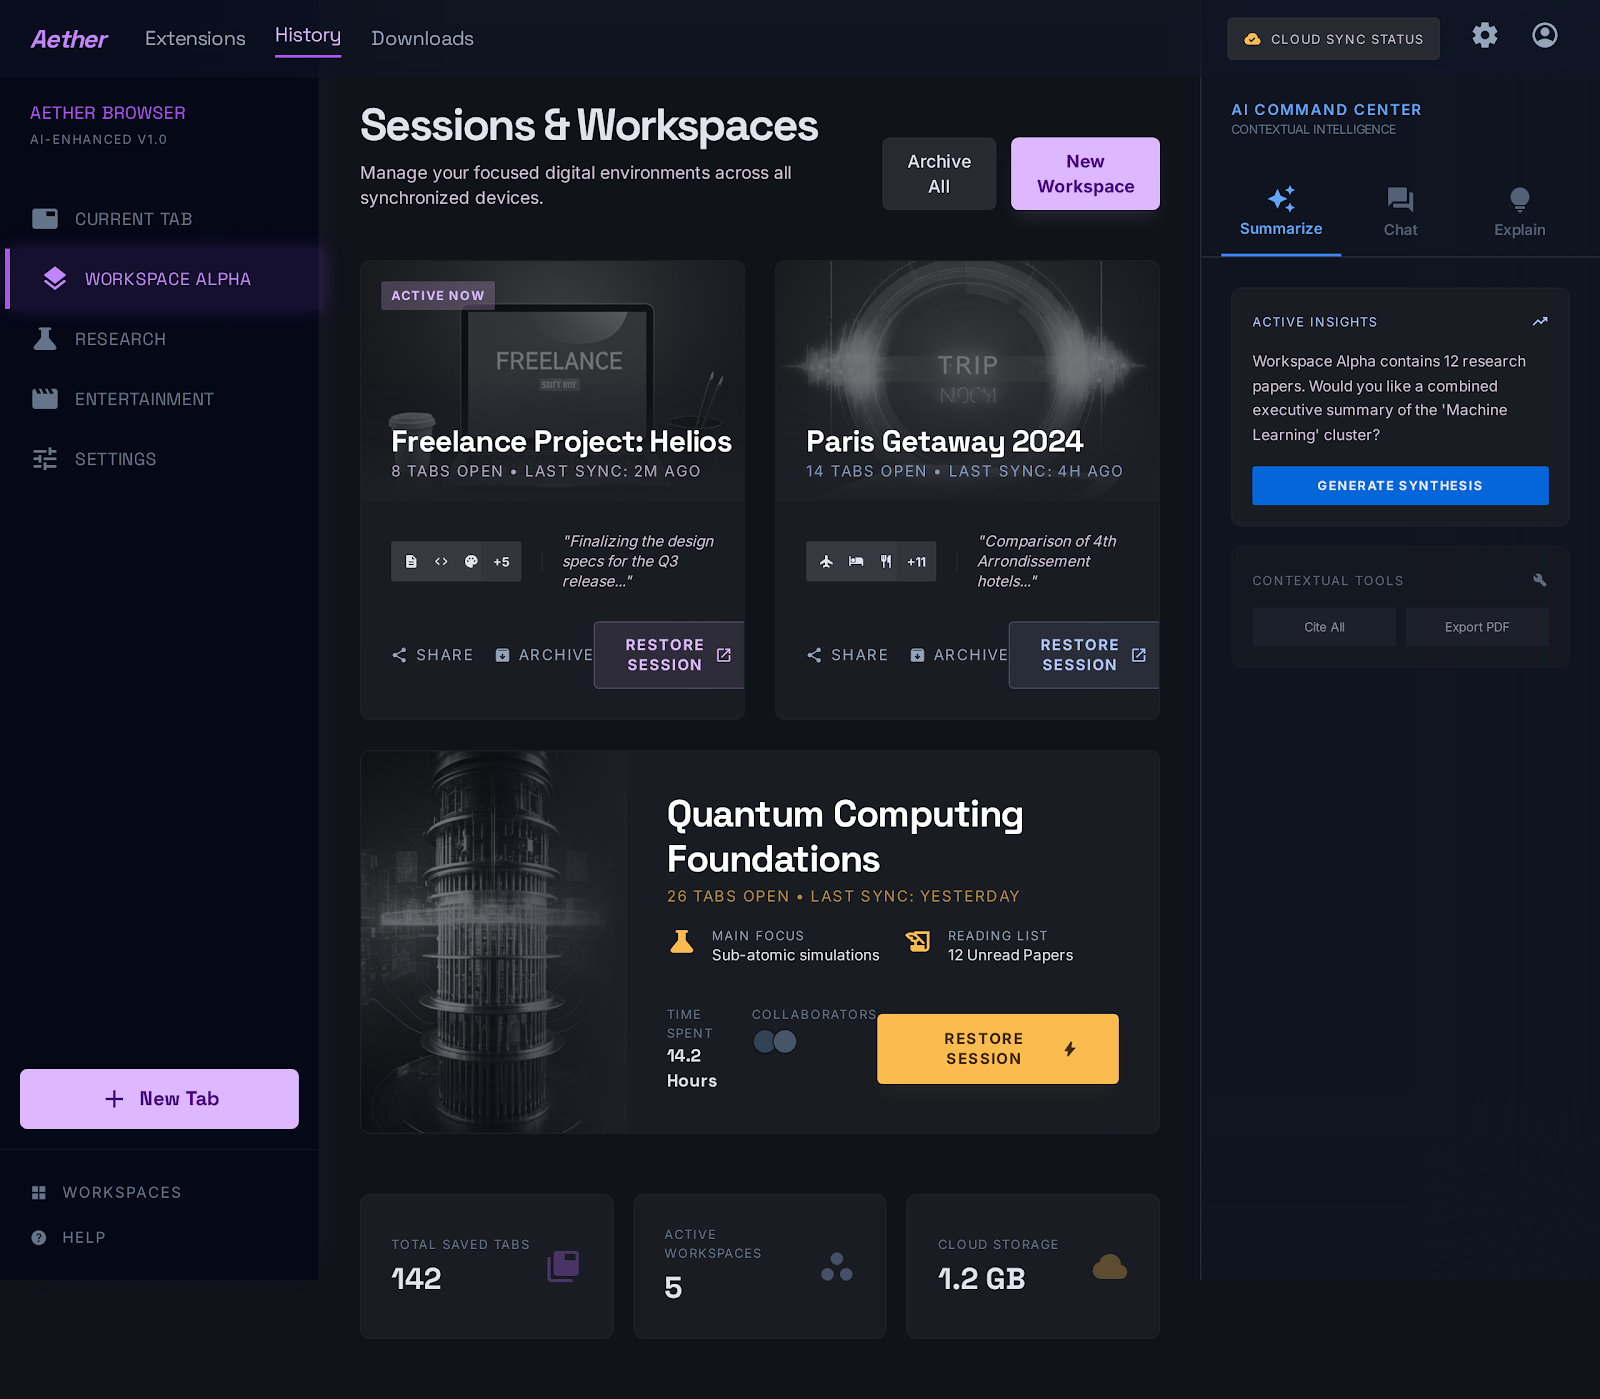 Aether
Extensions
History
Downloads
CLOUD SYNC STATUS
AETHER BROWSER
AI-ENHANCED V1.0
CURRENT TAB
WORKSPACE ALPHA
RESEARCH
ENTERTAINMENT
SETTINGS
New Tab
WORKSPACES
HELP
Sessions & Workspaces
Manage your focused digital environments across all
synchronized devices.
Archive
All
New
Workspace
ACTIVE NOW
FREELANCE
Freelance Project: Helios
8 TABS OPEN • LAST SYNC: 2M AGO
+5
"Finalizing the design
specs for the Q3
release..."
SHARE
ARCHIVE
RESTORE
SESSION
TRIP
Paris Getaway 2024
14 TABS OPEN • LAST SYNC: 4H AGO
+11
"Comparison of 4th
Arrondissement
hotels..."
SHARE
ARCHIVE
RESTORE
SESSION
Quantum Computing
Foundations
26 TABS OPEN • LAST SYNC: YESTERDAY
MAIN FOCUS
Sub-atomic simulations
READING LIST
12 Unread Papers
TIME
SPENT
14.2
Hours
COLLABORATORS
RESTORE
SESSION
TOTAL SAVED TABS
142
ACTIVE
WORKSPACES
5
CLOUD STORAGE
1.2 GB
AI COMMAND CENTER
CONTEXTUAL INTELLIGENCE
Summarize
Chat
Explain
ACTIVE INSIGHTS
Workspace Alpha contains 12 research
papers. Would you like a combined
executive summary of the 'Machine
Learning' cluster?
GENERATE SYNTHESIS
CONTEXTUAL TOOLS
Cite All
Export PDF